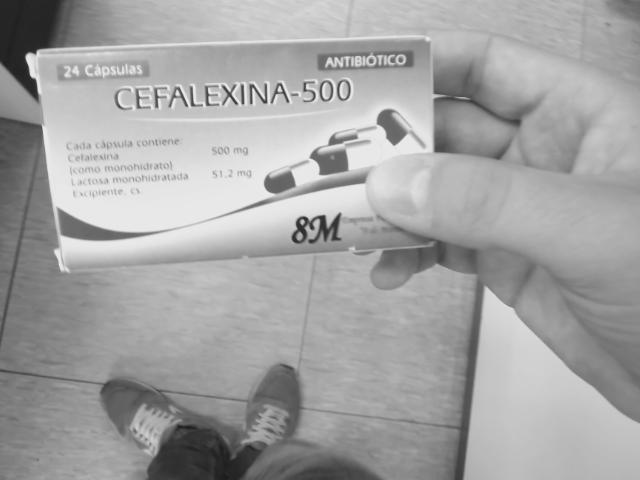 24 Cápsulas
ANTIBIÓTICO
CEFALEXINA-500
Cada cápsula contiene:
Cefalexina 500 mg
(como monohidrato)
Lactosa monohidratada 51,2 mg
Excipiente, cs.
8M